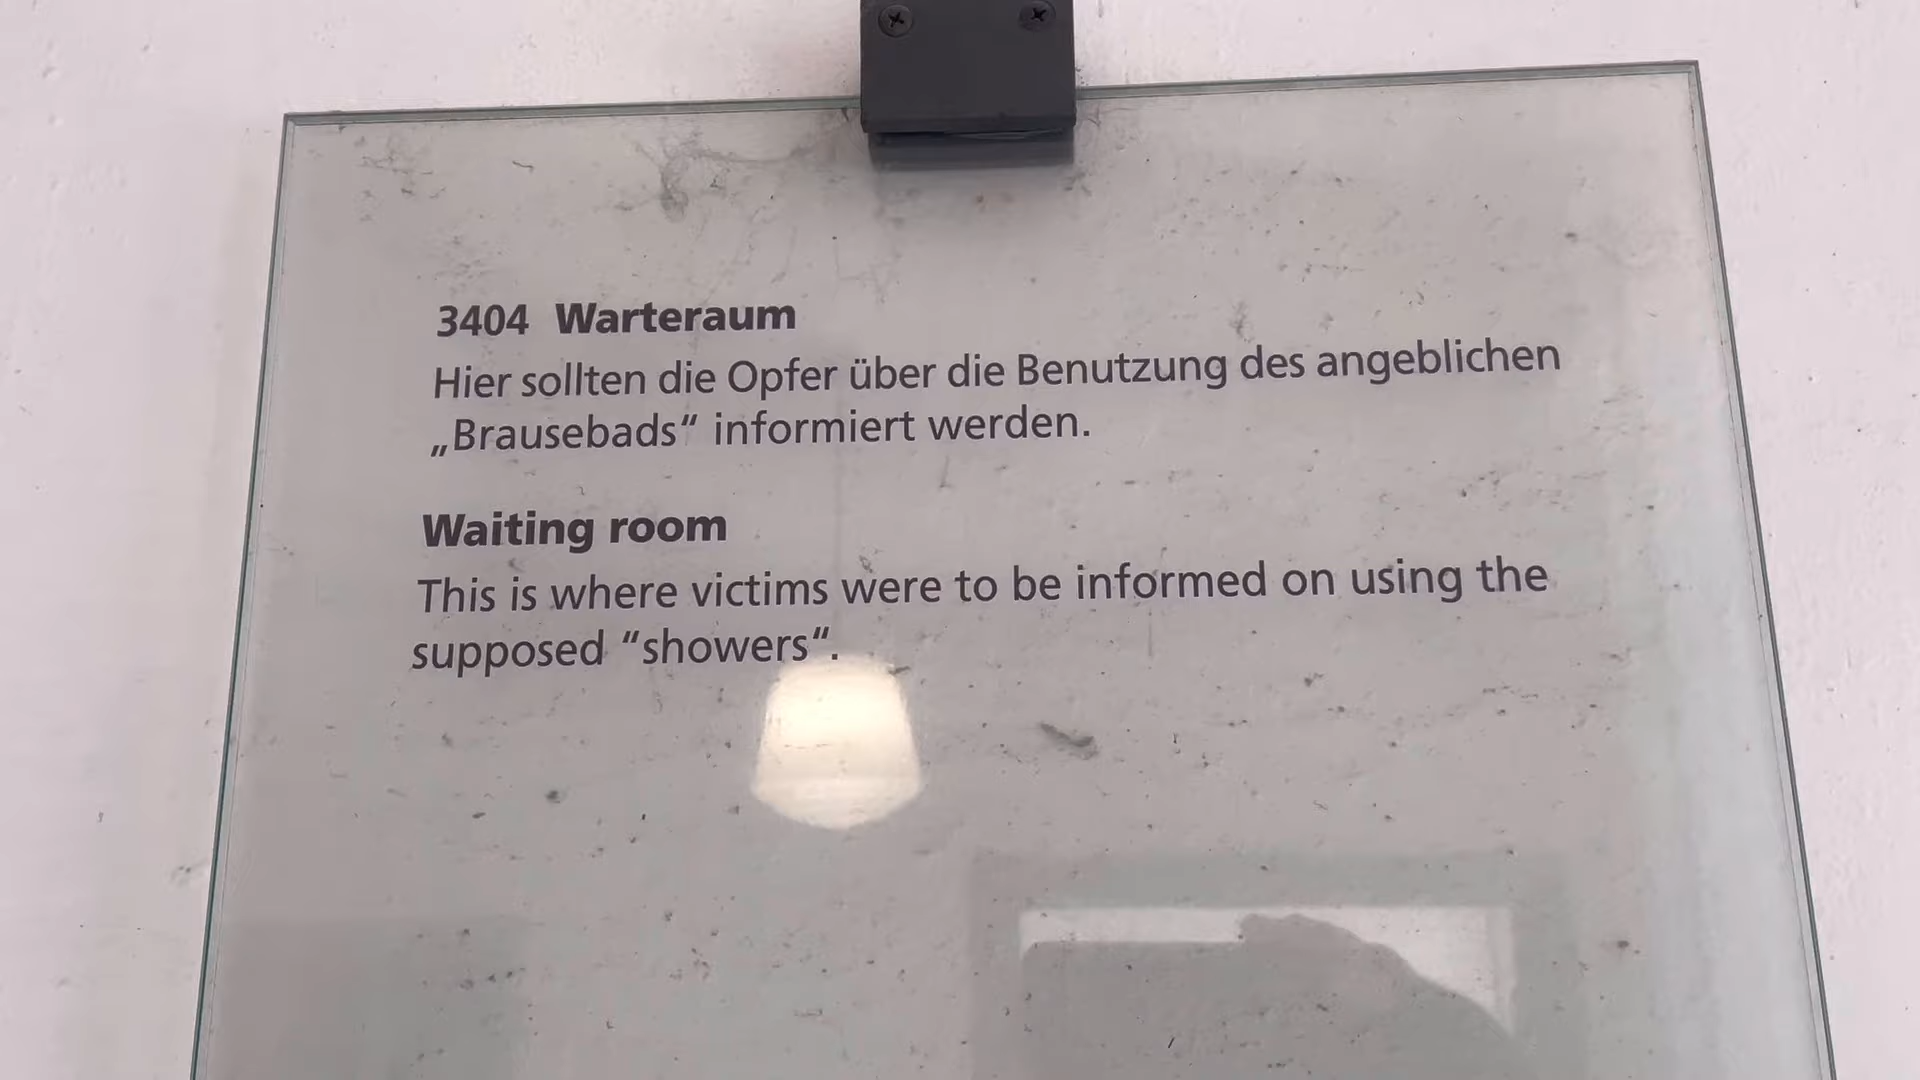 3404 Warteraum
Hier sollten die Opfer über die Benutzung des angeblichen
„Brausebads“ informiert werden.
Waiting room
This is where victims were to be informed on using the
supposed “showers“.